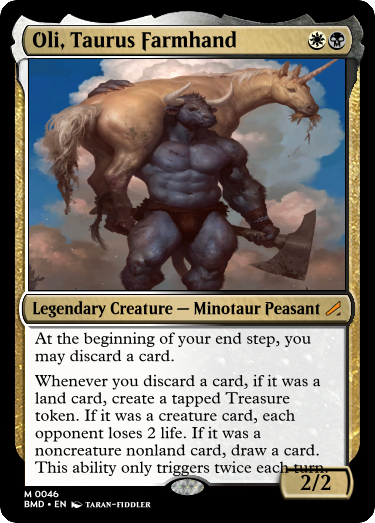 Oli, Taurus Farmhand
Legendary Creature — Minotaur Peasant
At the beginning of your end step, you
may discard a card.
Whenever you discard a card, if it was a
land card, create a tapped Treasure
token. If it was a creature card, each
opponent loses 2 life. If it was a
noncreature nonland card, draw a card.
This ability only triggers twice each turn.
2/2
M 0046
BMD • EN TARAN-FIDDLER